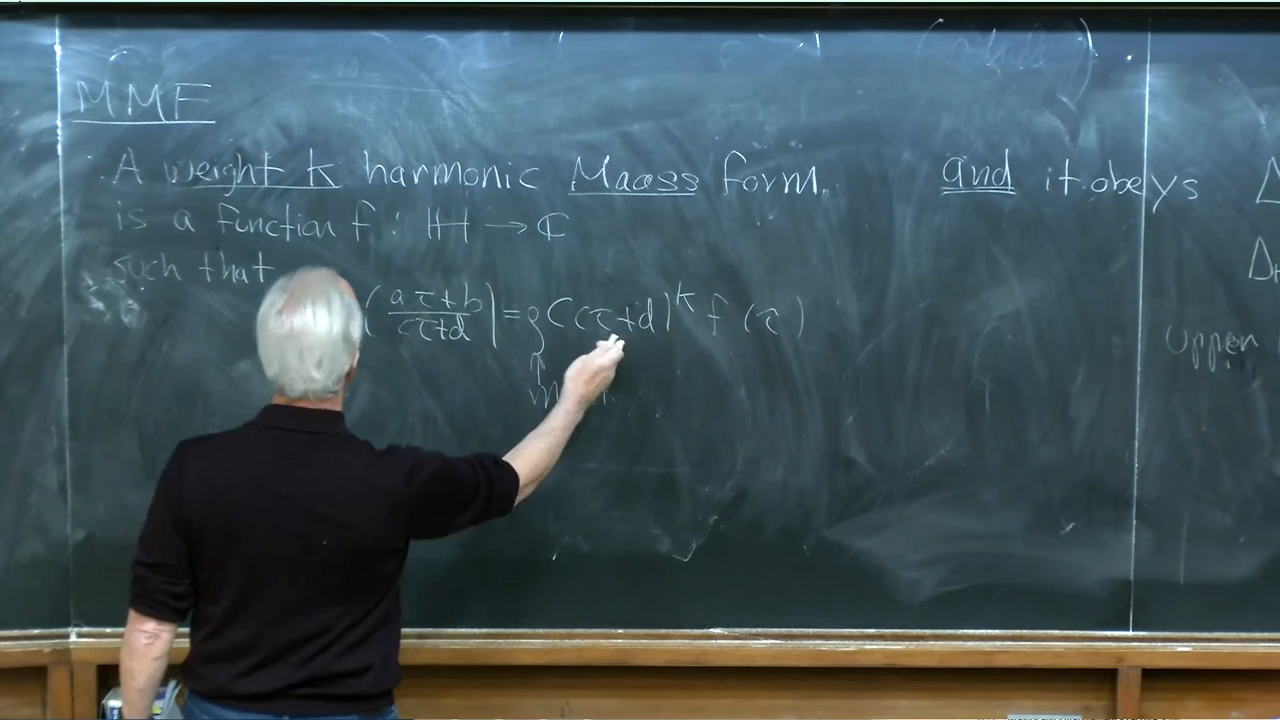 MMF
A weight k harmonic Maass form
is a function f : ℍ → ℂ
such that
(aτ+b / cτ+d) = ρ (cτ+d)^k f (τ)
and it obeys Δ
Δ
Upper